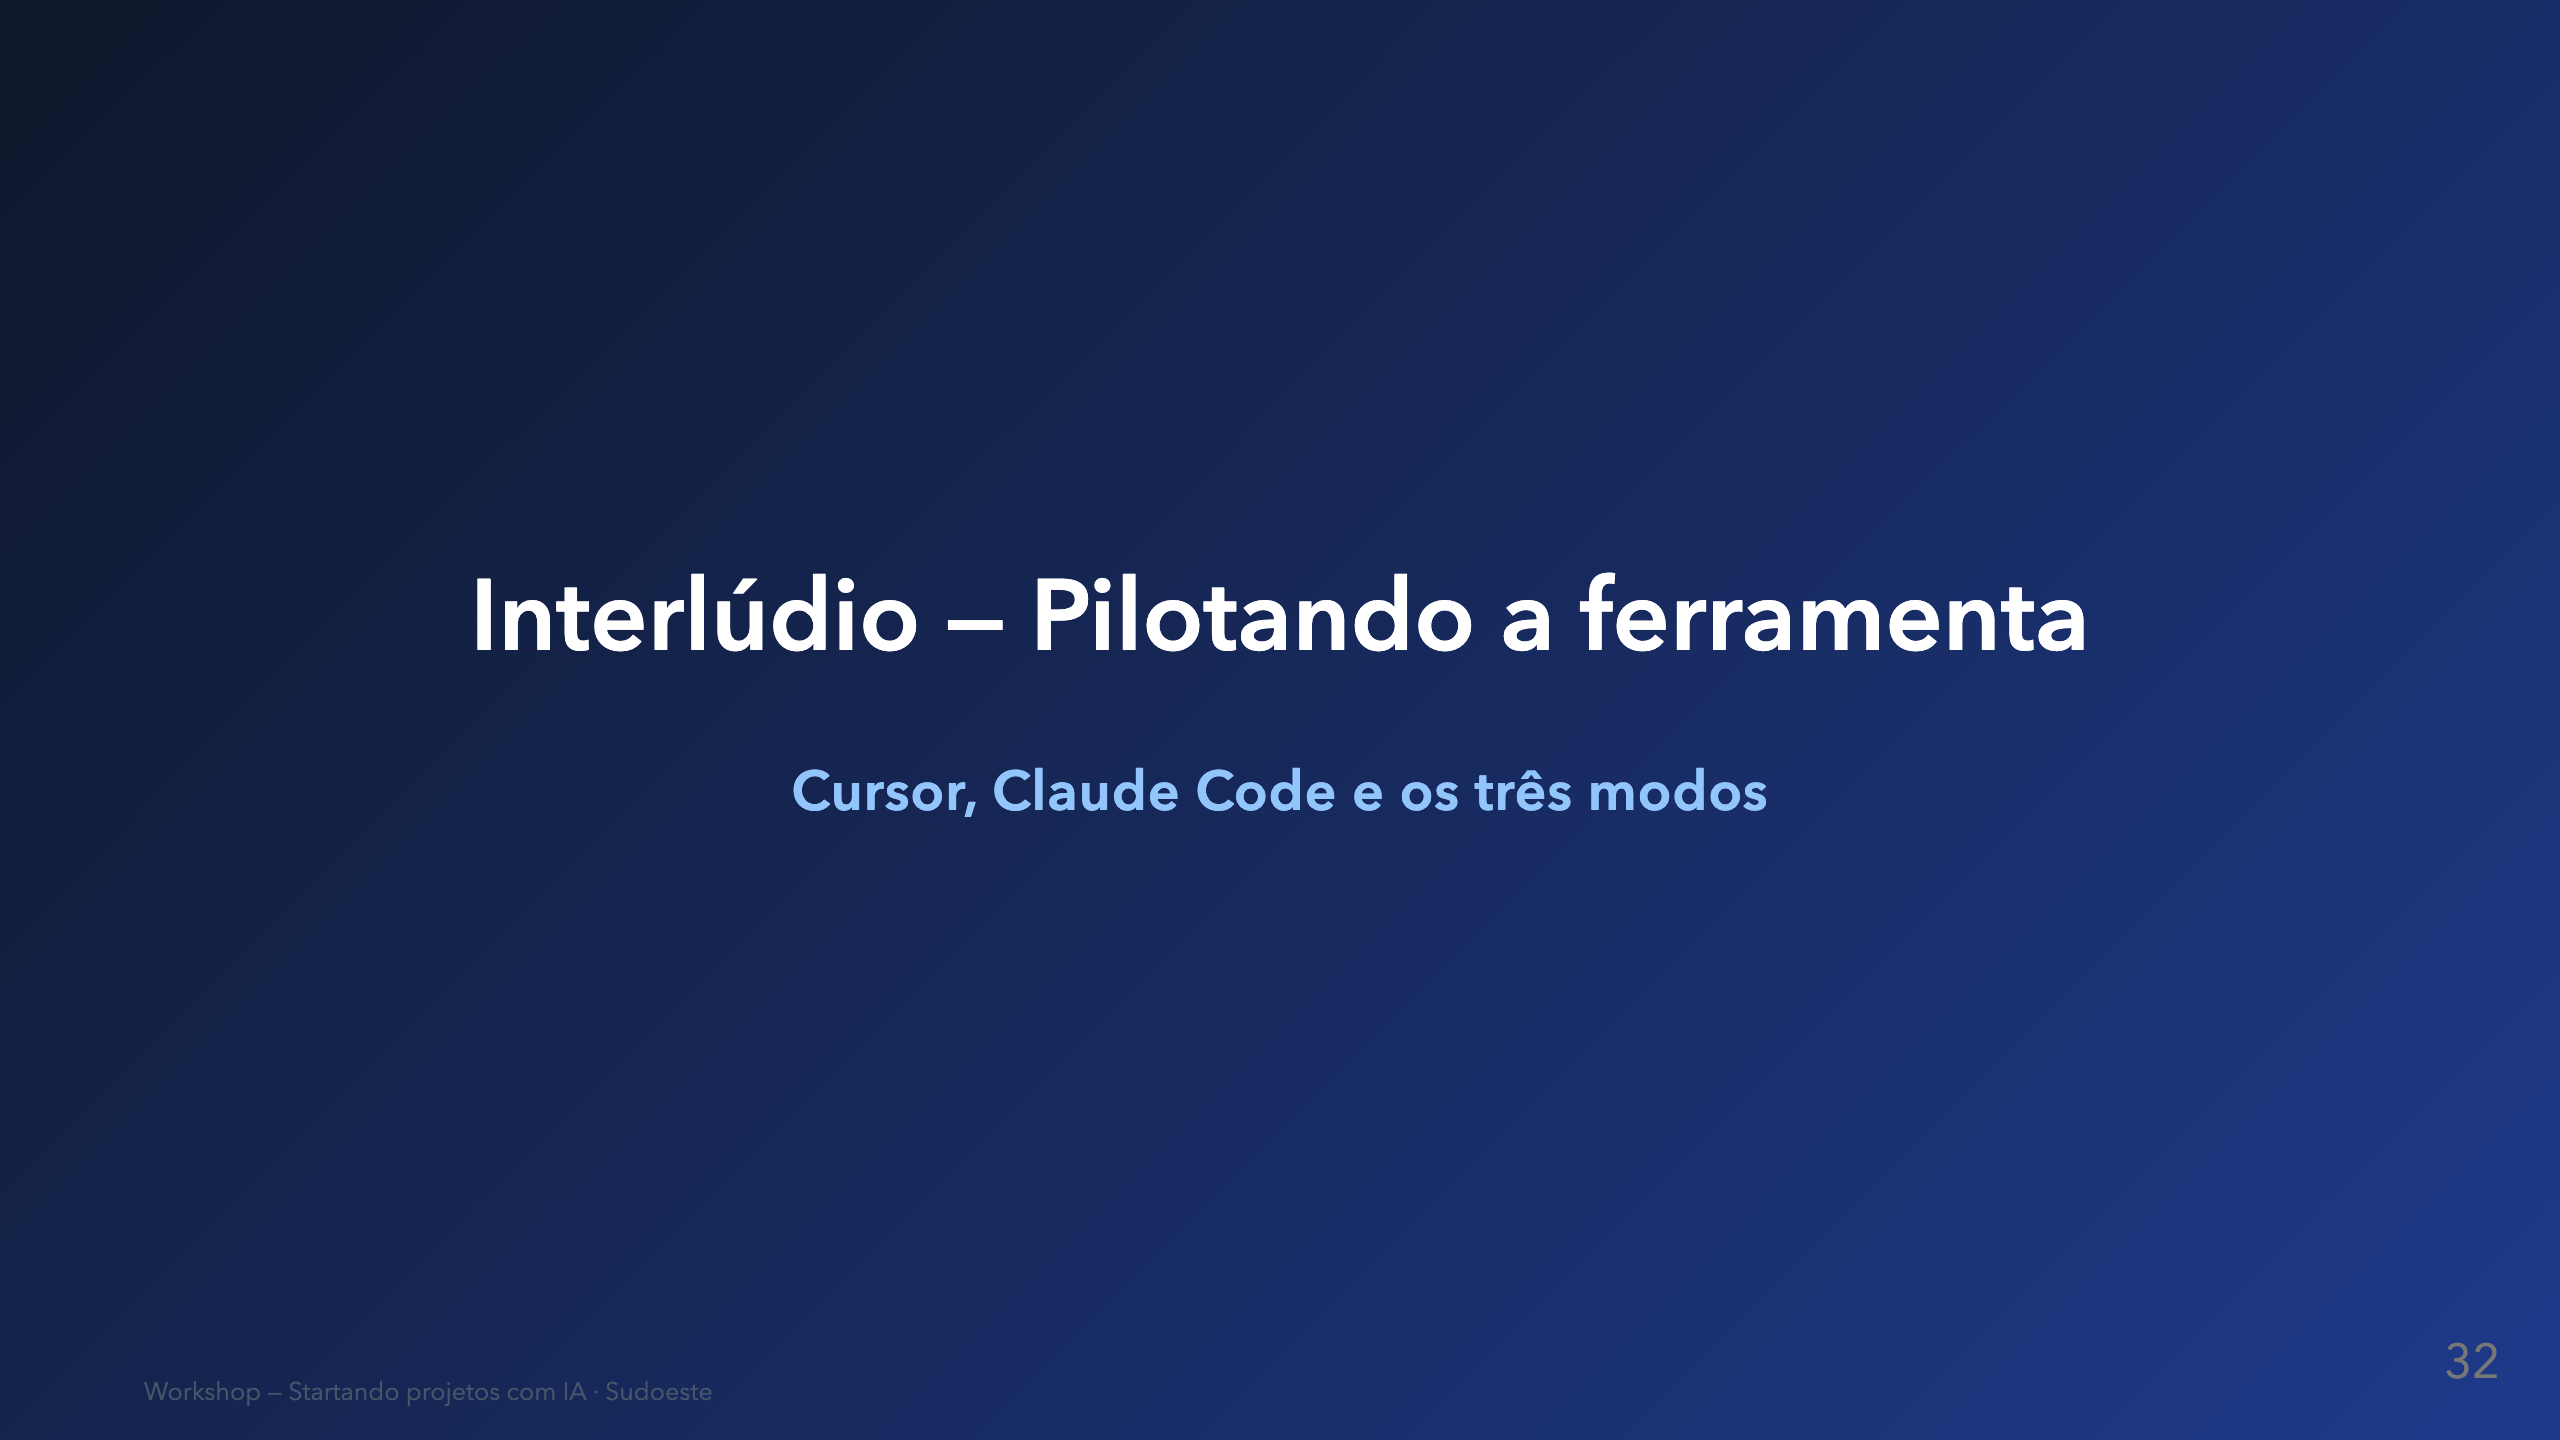 Interlúdio – Pilotando a ferramenta
Cursor, Claude Code e os três modos
Workshop – Startando projetos com IA · Sudoeste
32